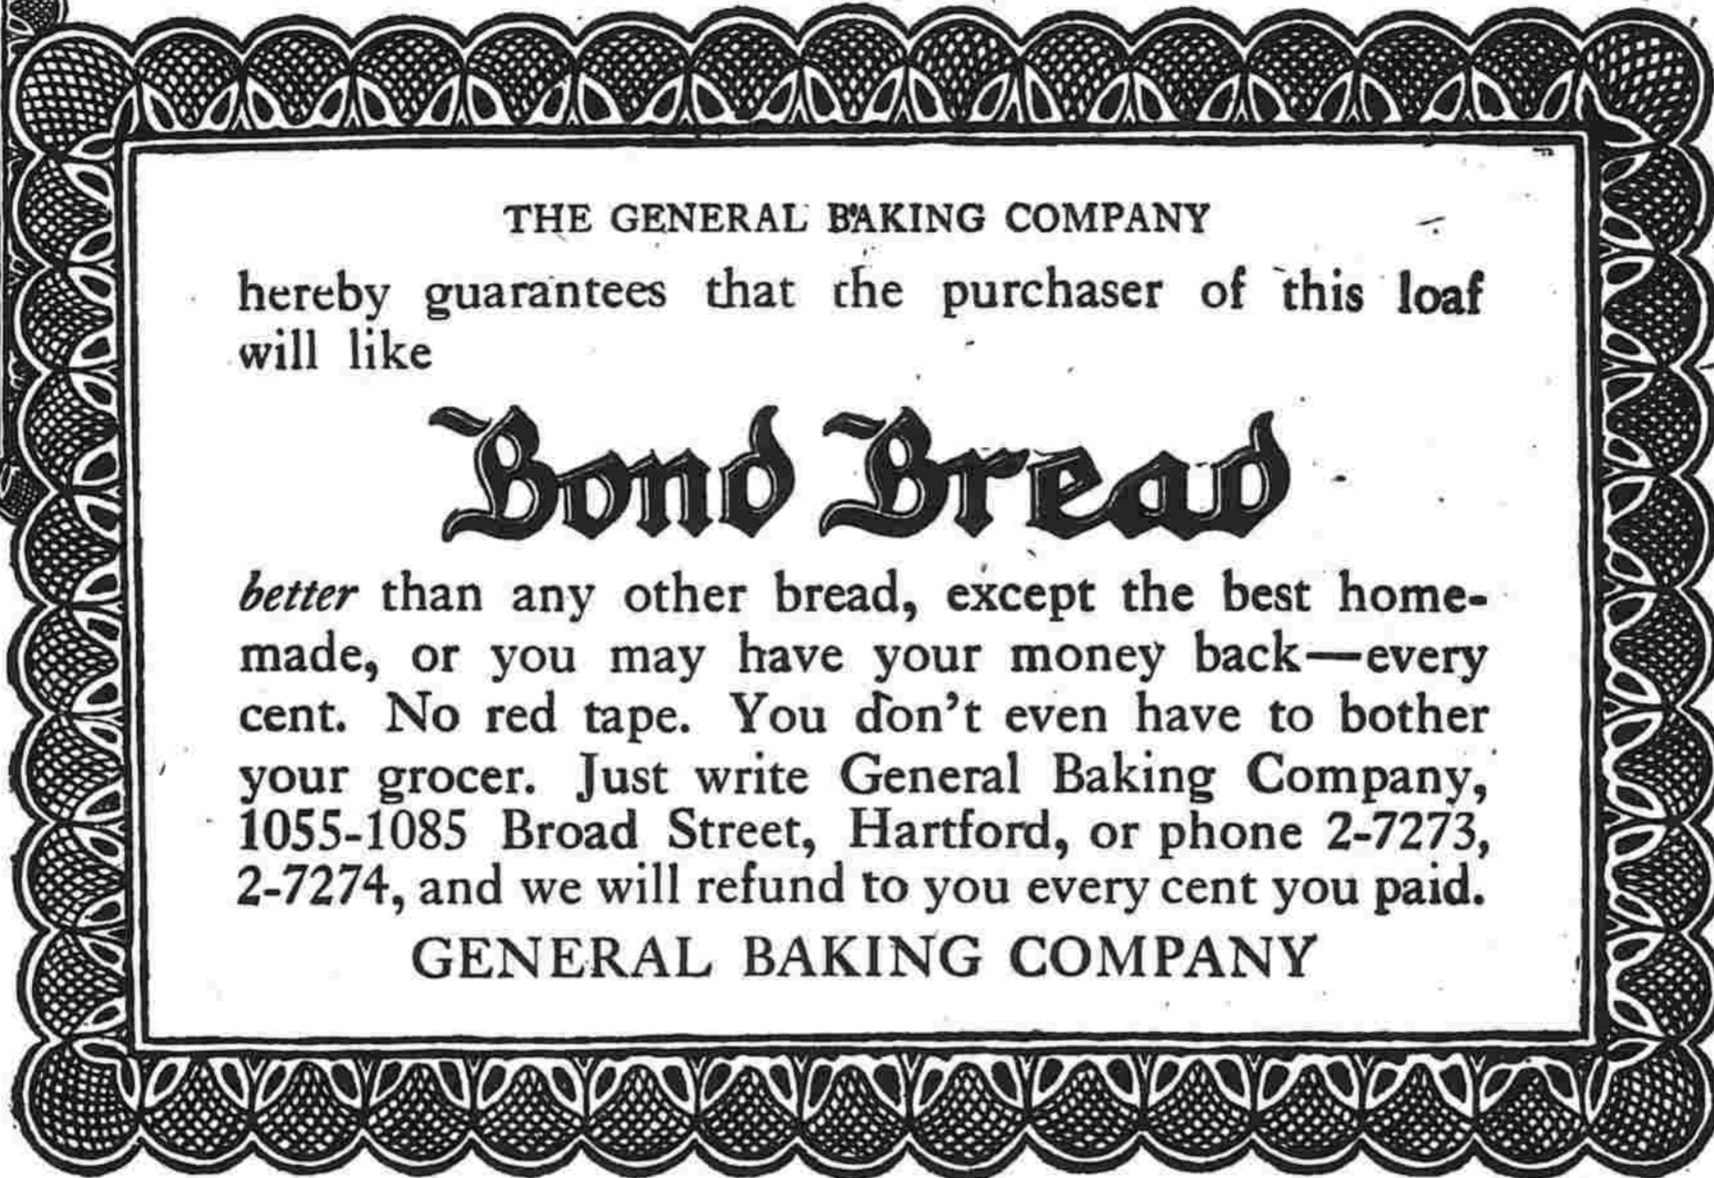 THE GENERAL BAKING COMPANY
hereby guarantees that the purchaser of this loaf
will like
Bond Bread
better than any other bread, except the best home-
made, or you may have your money back—every
cent. No red tape. You don't even have to bother
your grocer. Just write General Baking Company,
1055-1085 Broad Street, Hartford, or phone 2-7273,
2-7274, and we will refund to you every cent you paid.
GENERAL BAKING COMPANY